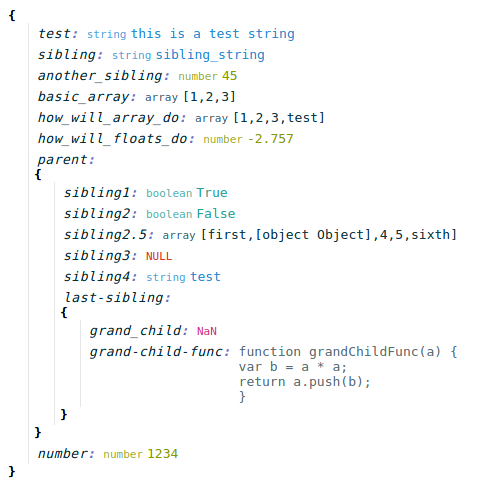 {
test: string this is a test string
sibling: string sibling_string
another_sibling: number 45
basic_array: array [1,2,3]
how_will_array_do: array [1,2,3,test]
how_will_floats_do: number -2.757
parent:
{
sibling1: boolean True
sibling2: boolean False
sibling2.5: array [first,[object Object],4,5,sixth]
sibling3: NULL
sibling4: string test
last-sibling:
{
grand_child: NaN
grand-child-func: function grandChildFunc(a) {
var b = a * a;
return a.push(b);
}
}
}
number: number 1234
}